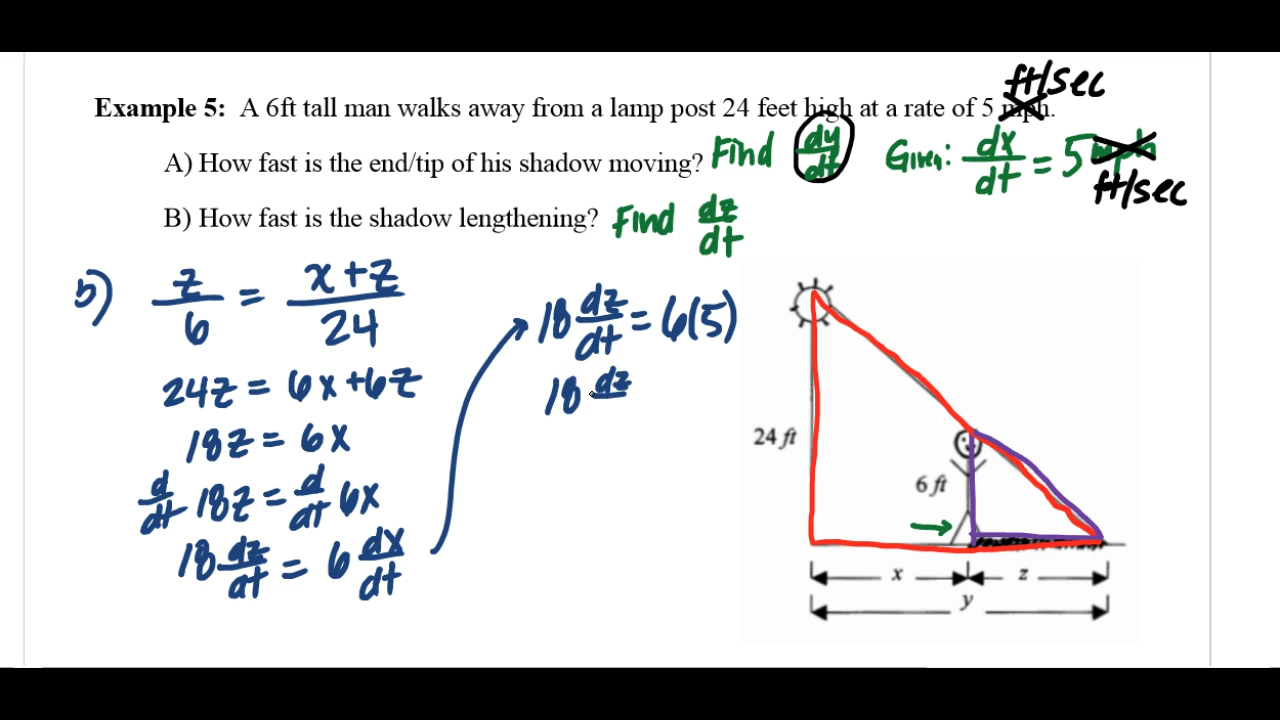 ft/sec
Example 5: A 6ft tall man walks away from a lamp post 24 feet high at a rate of 5 mph.
A) How fast is the end/tip of his shadow moving? Find dy/dt Given: dx/dt = 5 mph
ft/sec
B) How fast is the shadow lengthening? Find dz/dt
b) z/6 = (x+z)/24
24z = 6x+6z
18z = 6x
d/dt 18z = d/dt 6x
18 dz/dt = 6 dx/dt
18 dz/dt = 6(5)
18 dz
24 ft
6 ft
x z
y